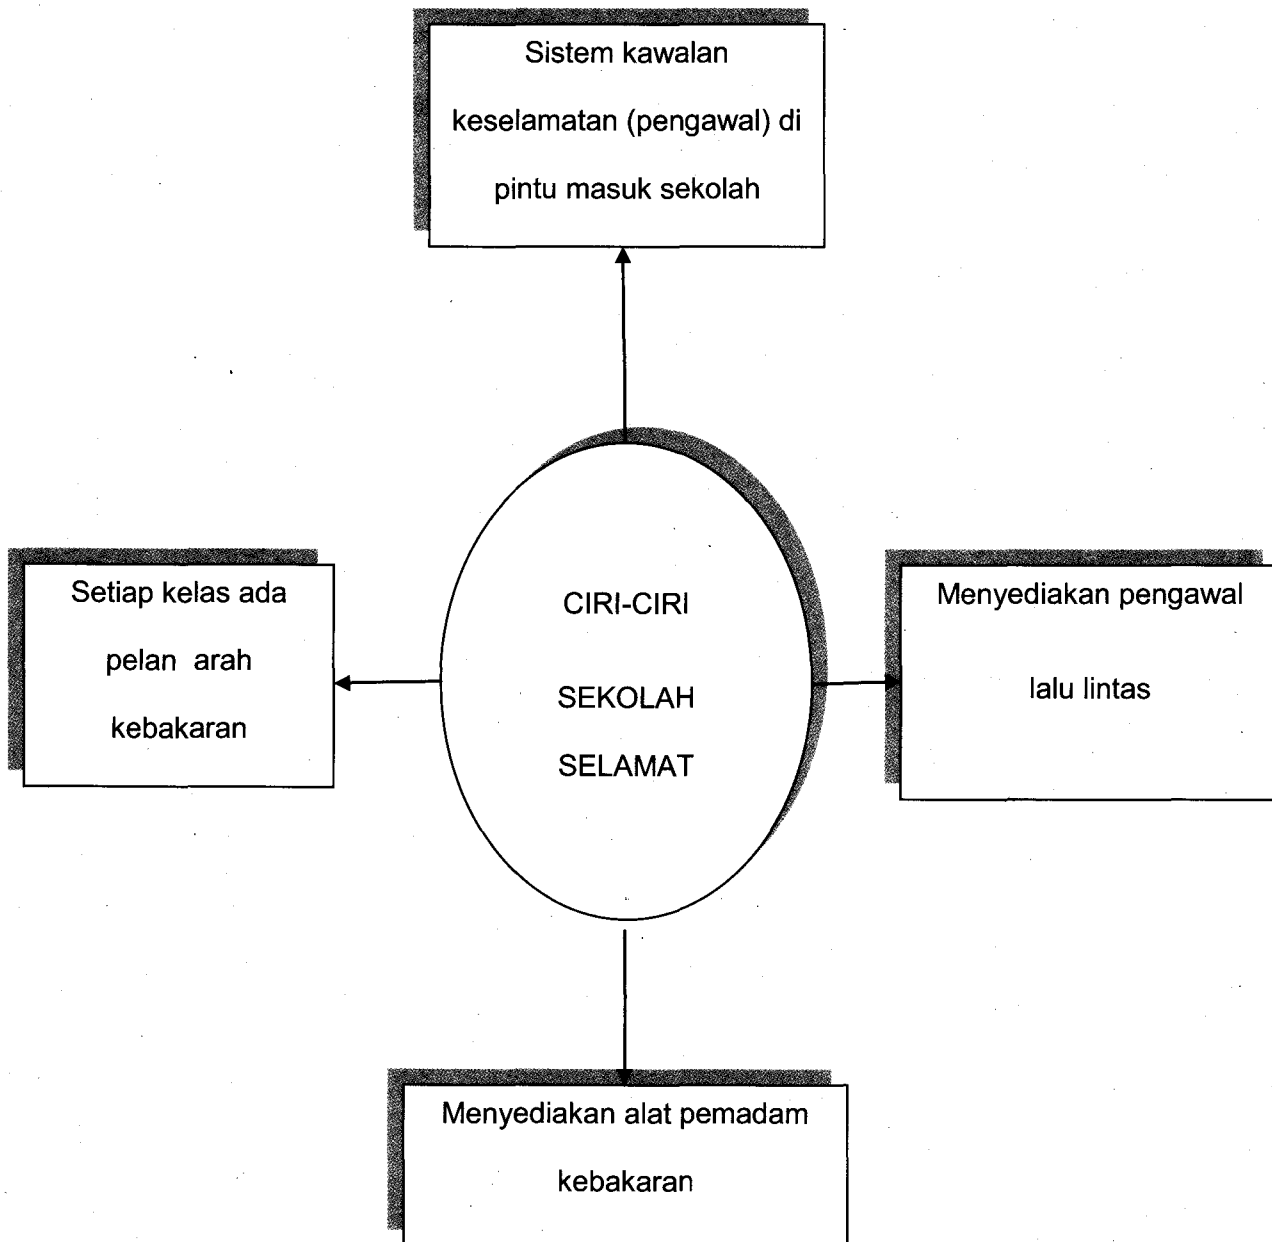 Sistem kawalan
keselamatan (pengawal) di
pintu masuk sekolah
Setiap kelas ada
pelan arah
kebakaran
CIRI-CIRI
SEKOLAH
SELAMAT
Menyediakan pengawal
lalu lintas
Menyediakan alat pemadam
kebakaran